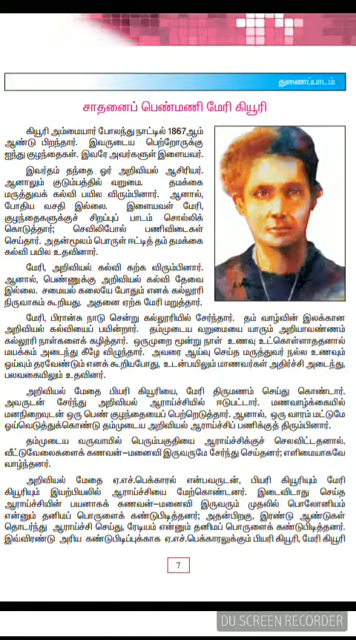 துணைப்பாடம்
சாதனைப் பெண்மணி மேரி கியூரி
கியூரி அம்மையார் போலந்து நாட்டில் 1867ஆம்
ஆண்டு பிறந்தார். இவருடைய பெற்றோருக்கு
ஐந்து குழந்தைகள். இவரே அவர்களுள் இளையவர்.
இவர்தம் தந்தை ஓர் அறிவியல் ஆசிரியர்.
ஆனாலும் குடும்பத்தில் வறுமை. தமக்கை
மருத்துவக் கல்வி பயில விரும்பினார். ஆனால்,
போதிய வசதி இல்லை. இளையவள் மேரி,
குழந்தைகளுக்குச் சிறப்புப் பாடம் சொல்லிக்
கொடுத்தார்; செவிலிபோல் பணிவிடைகள்
செய்தார். அதன்மூலம் பொருள் ஈட்டித் தம் தமக்கை
கல்வி பயில உதவினார்.
மேரி, அறிவியல் கல்வி கற்க விரும்பினார்.
ஆனால், பெண்ணுக்கு அறிவியல் கல்வி தேவை
இல்லை. சமையல் கலையே போதும் எனக் கல்லூரி
நிருவாகம் கூறியது. அதனை ஏற்க மேரி மறுத்தார்.
மேரி, பிரான்சு நாடு சென்று கல்லூரியில் சேர்ந்தார். தம் வாழ்வின் இலக்கான
அறிவியல் கல்வியைப் பயின்றார். தம்முடைய வறுமையை யாரும் அறியாவண்ணம்
கல்லூரி நாள்களைக் கழித்தார். ஒருமுறை மூன்று நாள் உணவு உட்கொள்ளாததனால்
மயக்கம் அடைந்து கீழே விழுந்தார். அவரை ஆய்வு செய்த மருத்துவர் நல்ல உணவும்
ஓய்வும் தரவேண்டும் எனக் கூறியபோது, உடன்பயிலும் மாணவர்கள் அதிர்ச்சி அடைந்து,
பலவகையிலும் உதவினர்.
அறிவியல் மேதை பியரி கியூரியை, மேரி திருமணம் செய்து கொண்டார்.
அவருடன் சேர்ந்து அறிவியல் ஆராய்ச்சியில் ஈடுபட்டார். மணவாழ்க்கையில்
மனநிறைவுடன் ஒரு பெண் குழந்தையைப் பெற்றெடுத்தார். ஆனால், ஒரு வாரம் மட்டுமே
ஓய்வெடுத்துக்கொண்டு தம்முடைய அறிவியல் ஆராய்ச்சிப் பணிக்குத் திரும்பினார்.
தம்முடைய வருவாயில் பெரும்பகுதியை ஆராய்ச்சிக்குச் செலவிட்டதனால்,
வீட்டுவேலைகளைக் கணவன்–மனைவி இருவருமே சேர்ந்து செய்தனர்; எளிமையாகவே
வாழ்ந்தனர்.
அறிவியல் மேதை ஏ.எச்.பெக்காரல் என்பவருடன், பியரி கியூரியும் மேரி
கியூரியும் இயற்பியலில் ஆராய்ச்சியை மேற்கொண்டனர். இடைவிடாது செய்த
ஆராய்ச்சியின் பயனாகக் கணவன்–மனைவி இருவரும் முதலில் பொலோனியம்
என்னும் தனிமப் பொருளைக் கண்டுபிடித்தனர்; அதன்பிறகு, இரண்டு ஆண்டுகள்
தொடர்ந்து ஆராய்ச்சி செய்து, ரேடியம் என்னும் தனிமப் பொருளைக் கண்டுபிடித்தனர்.
இவ்விரண்டு அரிய கண்டுபிடிப்புக்காக ஏ.எச்.பெக்காரலுக்கும் பியரி கியூரி, மேரி கியூரி
7
DU SCREEN RECORDER